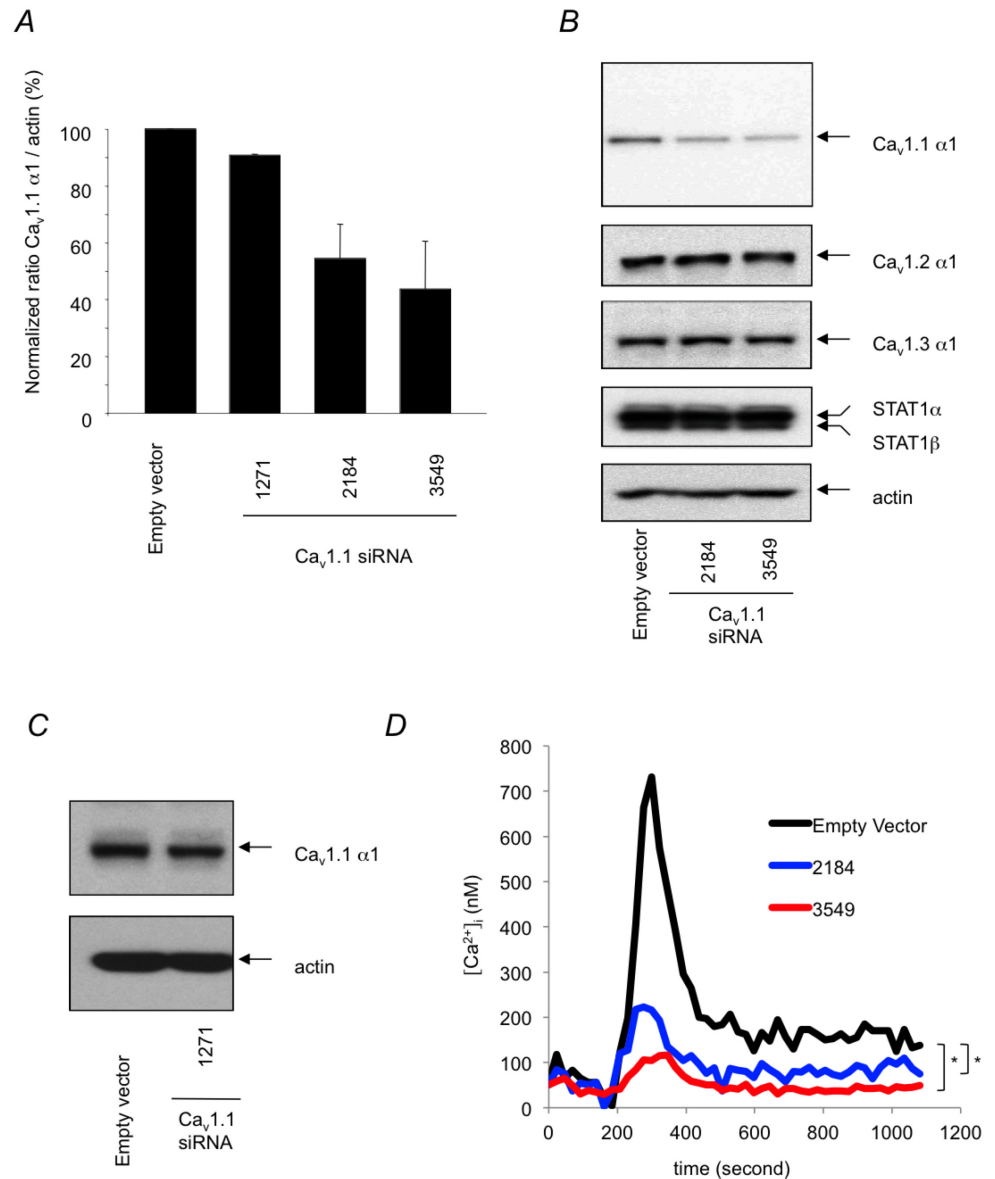 A
Normalized ratio Cav1.1 α1 / actin (%)
100
80
60
40
20
0
Empty vector
1271
2184
3549
Cav1.1 siRNA
B
Cav1.1 α1
Cav1.2 α1
Cav1.3 α1
STAT1α
STAT1β
actin
Empty vector
2184
3549
Cav1.1
siRNA
C
Cav1.1 α1
actin
Empty vector
1271
Cav1.1
siRNA
D
[Ca²⁺]i (nM)
800
700
600
500
400
300
200
100
0
Empty Vector
2184
3549
* *
0 200 400 600 800 1000 1200
time (second)